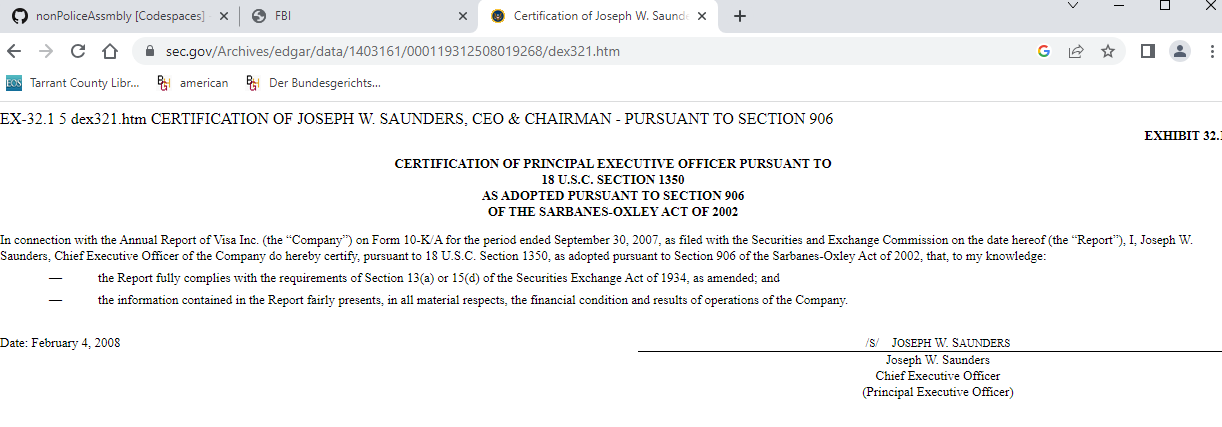 nonPoliceAssmbly [Codespaces]
FBI
Certification of Joseph W. Saunde
sec.gov/Archives/edgar/data/1403161/000119312508019268/dex321.htm
EOS Tarrant County Libr...
american
Der Bundesgerichts...
EX-32.1 5 dex321.htm CERTIFICATION OF JOSEPH W. SAUNDERS, CEO & CHAIRMAN - PURSUANT TO SECTION 906
EXHIBIT 32.1
CERTIFICATION OF PRINCIPAL EXECUTIVE OFFICER PURSUANT TO
18 U.S.C. SECTION 1350
AS ADOPTED PURSUANT TO SECTION 906
OF THE SARBANES-OXLEY ACT OF 2002
In connection with the Annual Report of Visa Inc. (the “Company”) on Form 10-K/A for the period ended September 30, 2007, as filed with the Securities and Exchange Commission on the date hereof (the “Report”), I, Joseph W.
Saunders, Chief Executive Officer of the Company do hereby certify, pursuant to 18 U.S.C. Section 1350, as adopted pursuant to Section 906 of the Sarbanes-Oxley Act of 2002, that, to my knowledge:
— the Report fully complies with the requirements of Section 13(a) or 15(d) of the Securities Exchange Act of 1934, as amended; and
— the information contained in the Report fairly presents, in all material respects, the financial condition and results of operations of the Company.
Date: February 4, 2008
/S/ JOSEPH W. SAUNDERS
Joseph W. Saunders
Chief Executive Officer
(Principal Executive Officer)